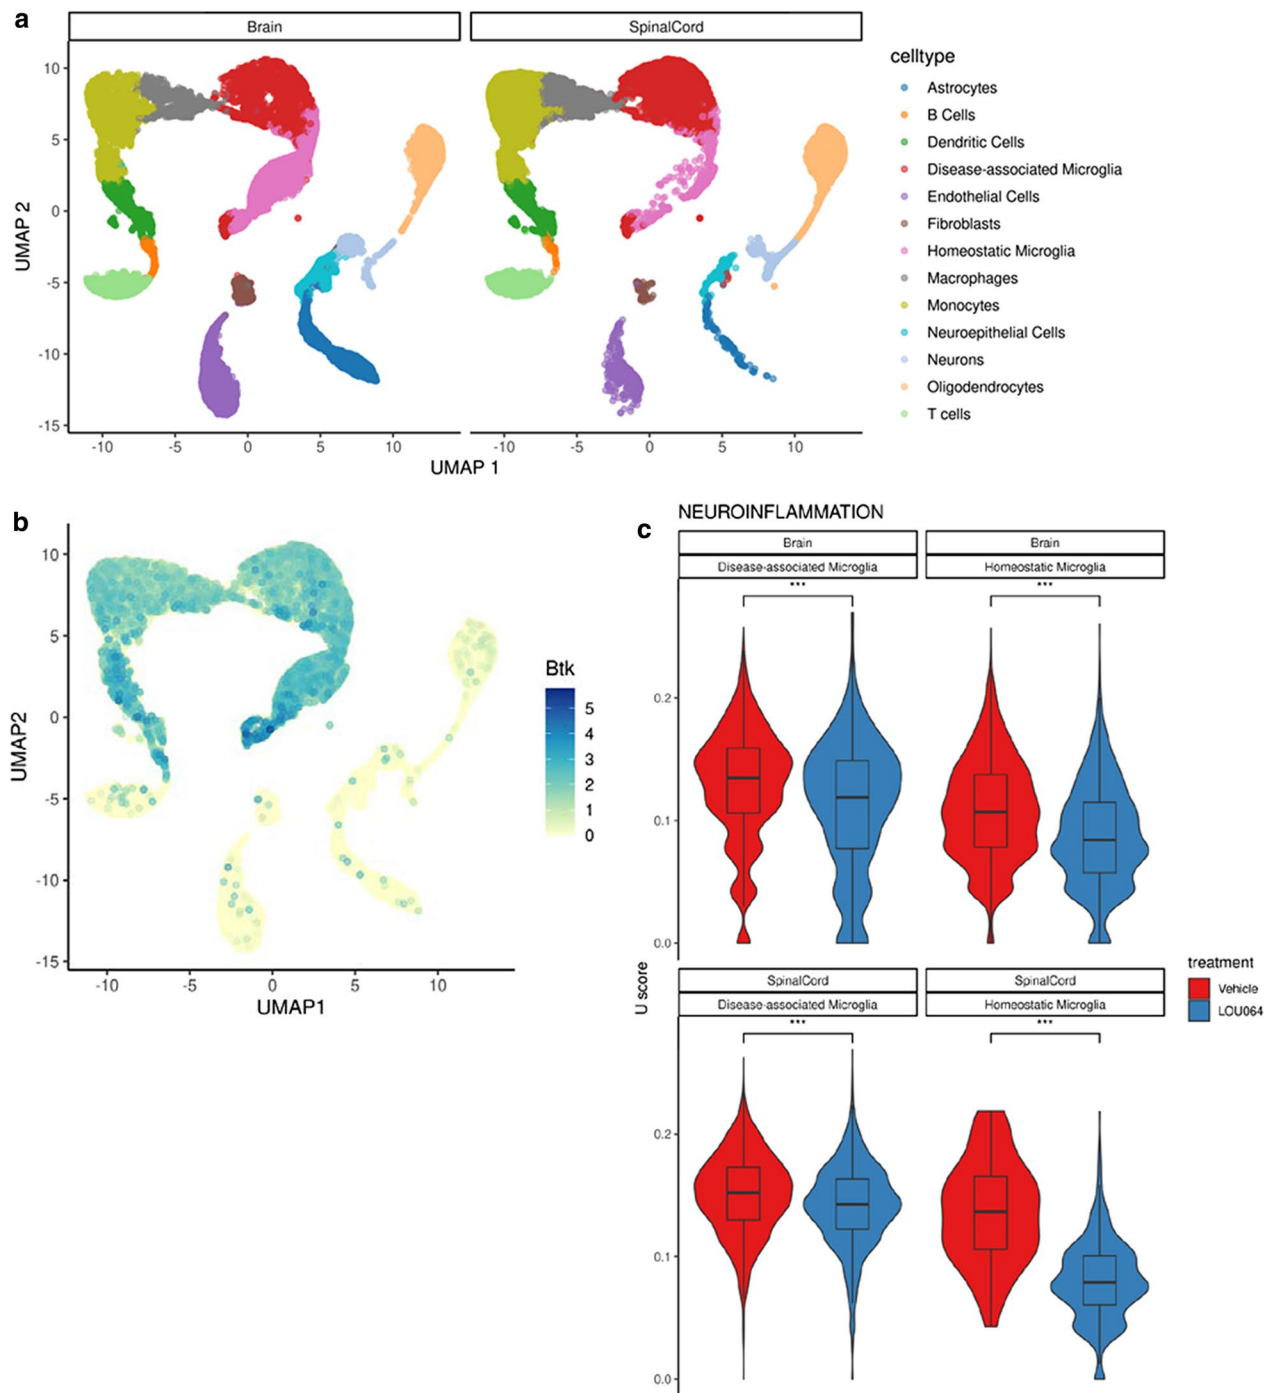 a
Brain
SpinalCord
10
5
0
-5
-10
-15
UMAP 2
-10
-5
0
5
10
-10
-5
0
5
10
UMAP 1
celltype
Astrocytes
B Cells
Dendritic Cells
Disease-associated Microglia
Endothelial Cells
Fibroblasts
Homeostatic Microglia
Macrophages
Monocytes
Neuroepithelial Cells
Neurons
Oligodendrocytes
T cells
b
10
5
0
-5
-10
-15
UMAP2
-10
-5
0
5
10
UMAP1
Btk
5
4
3
2
1
0
c
NEUROINFLAMMATION
Brain
Brain
Disease-associated Microglia
Homeostatic Microglia
***
***
0.2
0.1
0.0
U score
SpinalCord
SpinalCord
Disease-associated Microglia
Homeostatic Microglia
***
***
0.2
0.1
0.0
treatment
Vehicle
LOU064